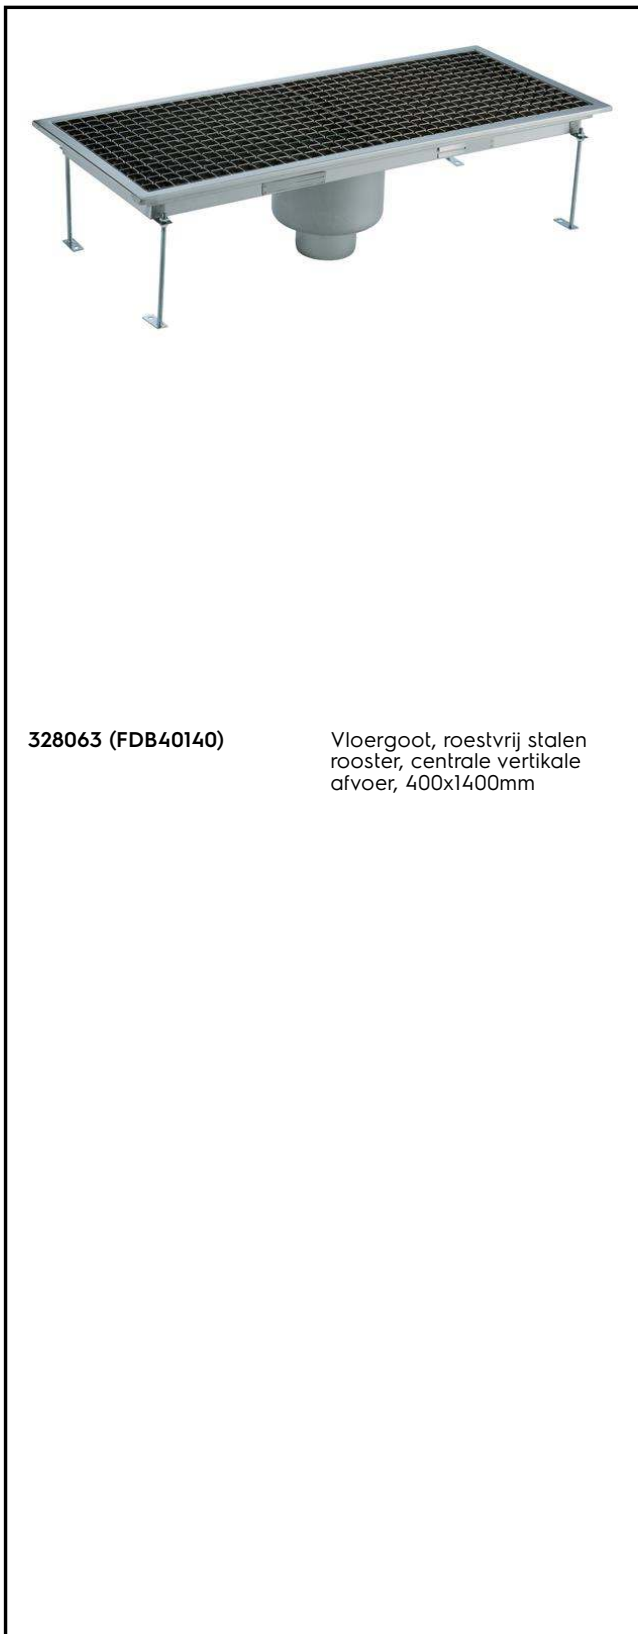 328063 (FDB40140)
Vloergoot, roestvrij stalen
rooster, centrale vertikale
afvoer, 400x1400mm